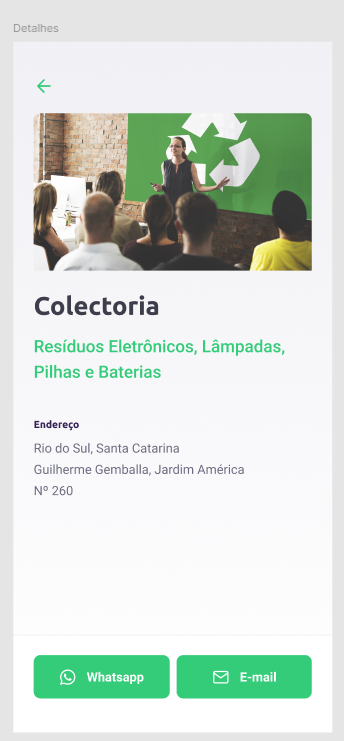 Detalhes
Colectoria
Resíduos Eletrônicos, Lâmpadas,
Pilhas e Baterias
Endereço
Rio do Sul, Santa Catarina
Guilherme Gemballa, Jardim América
Nº 260
Whatsapp
E-mail